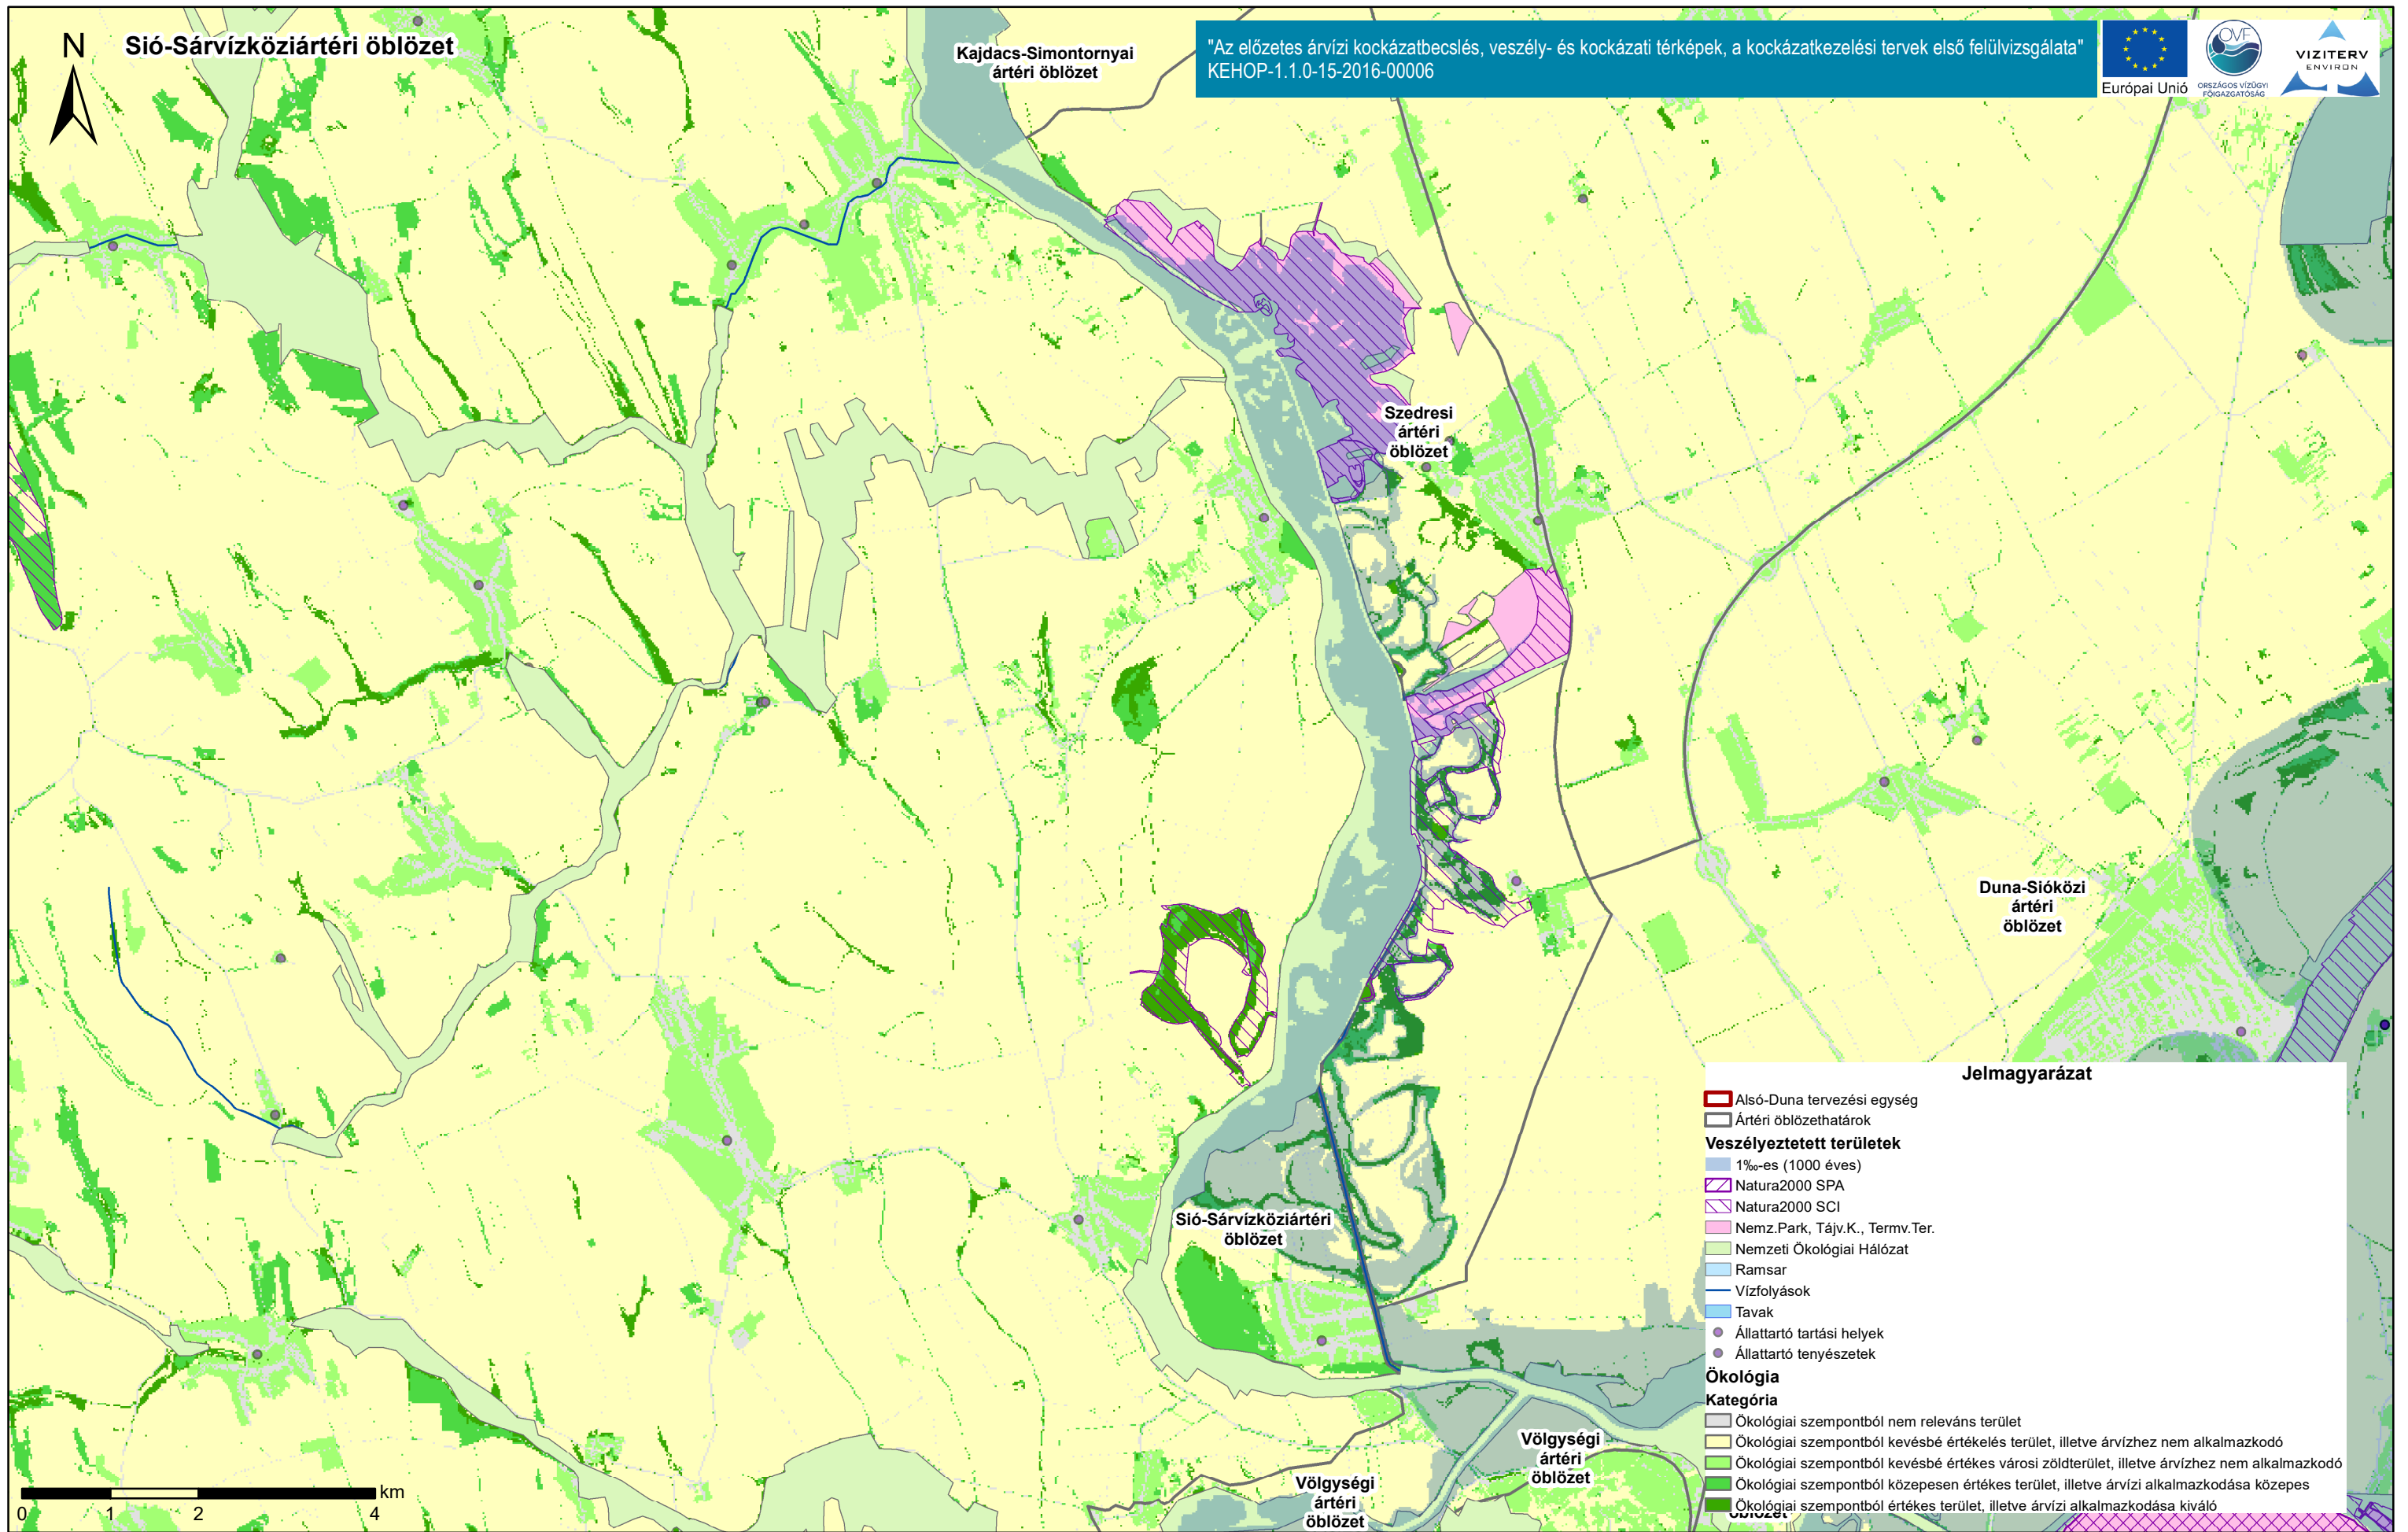 Sió-Sárvízköziártéri öblözet
N
Kajdacs-Simontornyai
ártéri öblözet
"Az előzetes árvízi kockázatbecslés, veszély- és kockázati térképek, a kockázatkezelési tervek első felülvizsgálata"
KEHOP-1.1.0-15-2016-00006
Európai Unió
OVF
ORSZÁGOS VÍZÜGYI
FŐIGAZGATÓSÁG
VIZITERV
ENVIRON
Szedresi
ártéri
öblözet
Duna-Sióközi
ártéri
öblözet
Sió-Sárvízköziártéri
öblözet
Völgységi
ártéri
öblözet
Völgységi
ártéri
öblözet
Jelmagyarázat
Alsó-Duna tervezési egység
Ártéri öblözethatárok
Veszélyeztetett területek
1‰-es (1000 éves)
Natura2000 SPA
Natura2000 SCI
Nemz.Park, Tájv.K., Termv.Ter.
Nemzeti Ökológiai Hálózat
Ramsar
Vízfolyások
Tavak
Állattartó tartási helyek
Állattartó tenyészetek
Ökológia
Kategória
Ökológiai szempontból nem releváns terület
Ökológiai szempontból kevésbé értékelés terület, illetve árvízhez nem alkalmazkodó
Ökológiai szempontból kevésbé értékes városi zöldterület, illetve árvízhez nem alkalmazkodó
Ökológiai szempontból közepesen értékes terület, illetve árvízi alkalmazkodása közepes
Ökológiai szempontból értékes terület, illetve árvízi alkalmazkodása kiváló
öblözet
km
0 1 2 4